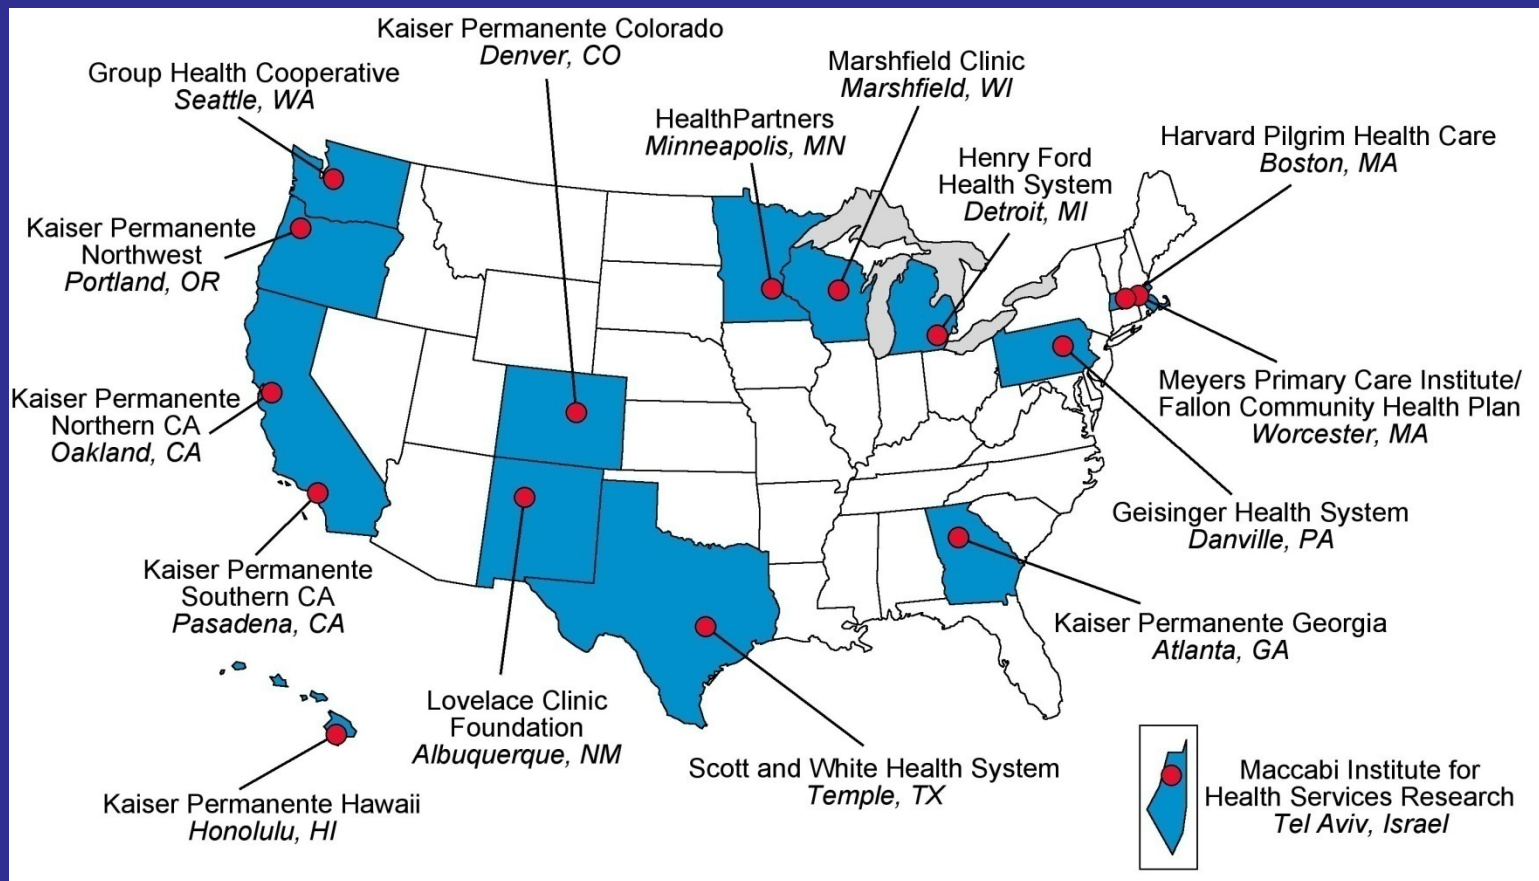 Kaiser Permanente Colorado
Denver, CO
Group Health Cooperative
Seattle, WA
Marshfield Clinic
Marshfield, WI
HealthPartners
Minneapolis, MN
Henry Ford
Health System
Detroit, MI
Harvard Pilgrim Health Care
Boston, MA
Kaiser Permanente
Northwest
Portland, OR
Kaiser Permanente
Northern CA
Oakland, CA
Meyers Primary Care Institute/
Fallon Community Health Plan
Worcester, MA
Geisinger Health System
Danville, PA
Kaiser Permanente
Southern CA
Pasadena, CA
Kaiser Permanente Georgia
Atlanta, GA
Lovelace Clinic
Foundation
Albuquerque, NM
Scott and White Health System
Temple, TX
Kaiser Permanente Hawaii
Honolulu, HI
Maccabi Institute for
Health Services Research
Tel Aviv, Israel